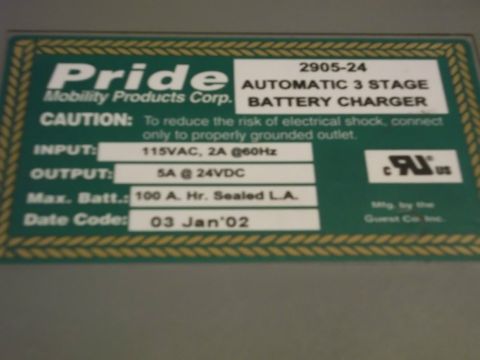 Pride
Mobility Products Corp.
2905-24
AUTOMATIC 3 STAGE
BATTERY CHARGER
CAUTION: To reduce the risk of electrical shock, connect
only to properly grounded outlet.
INPUT: 115VAC, 2A @60Hz
OUTPUT: 5A @ 24VDC
Max. Batt.: 100 A. Hr. Sealed L.A.
Date Code: 03 Jan'02
c RU us
Mfg. by the
Guest Co. Inc.